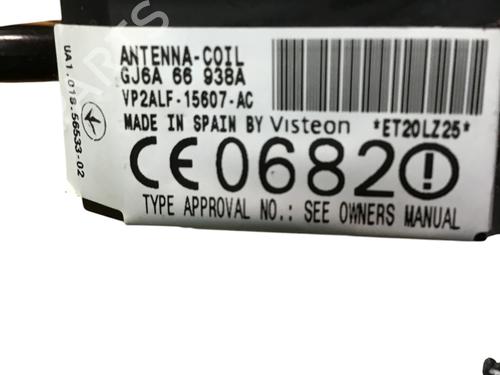 ANTENNA-COIL
GJ6A 66 938A
VP2ALF-15607-AC
MADE IN SPAIN BY Visteon *ET20LZ25*
CE 0682
TYPE APPROVAL NO.: SEE OWNERS MANUAL
UA1.018.56533-02